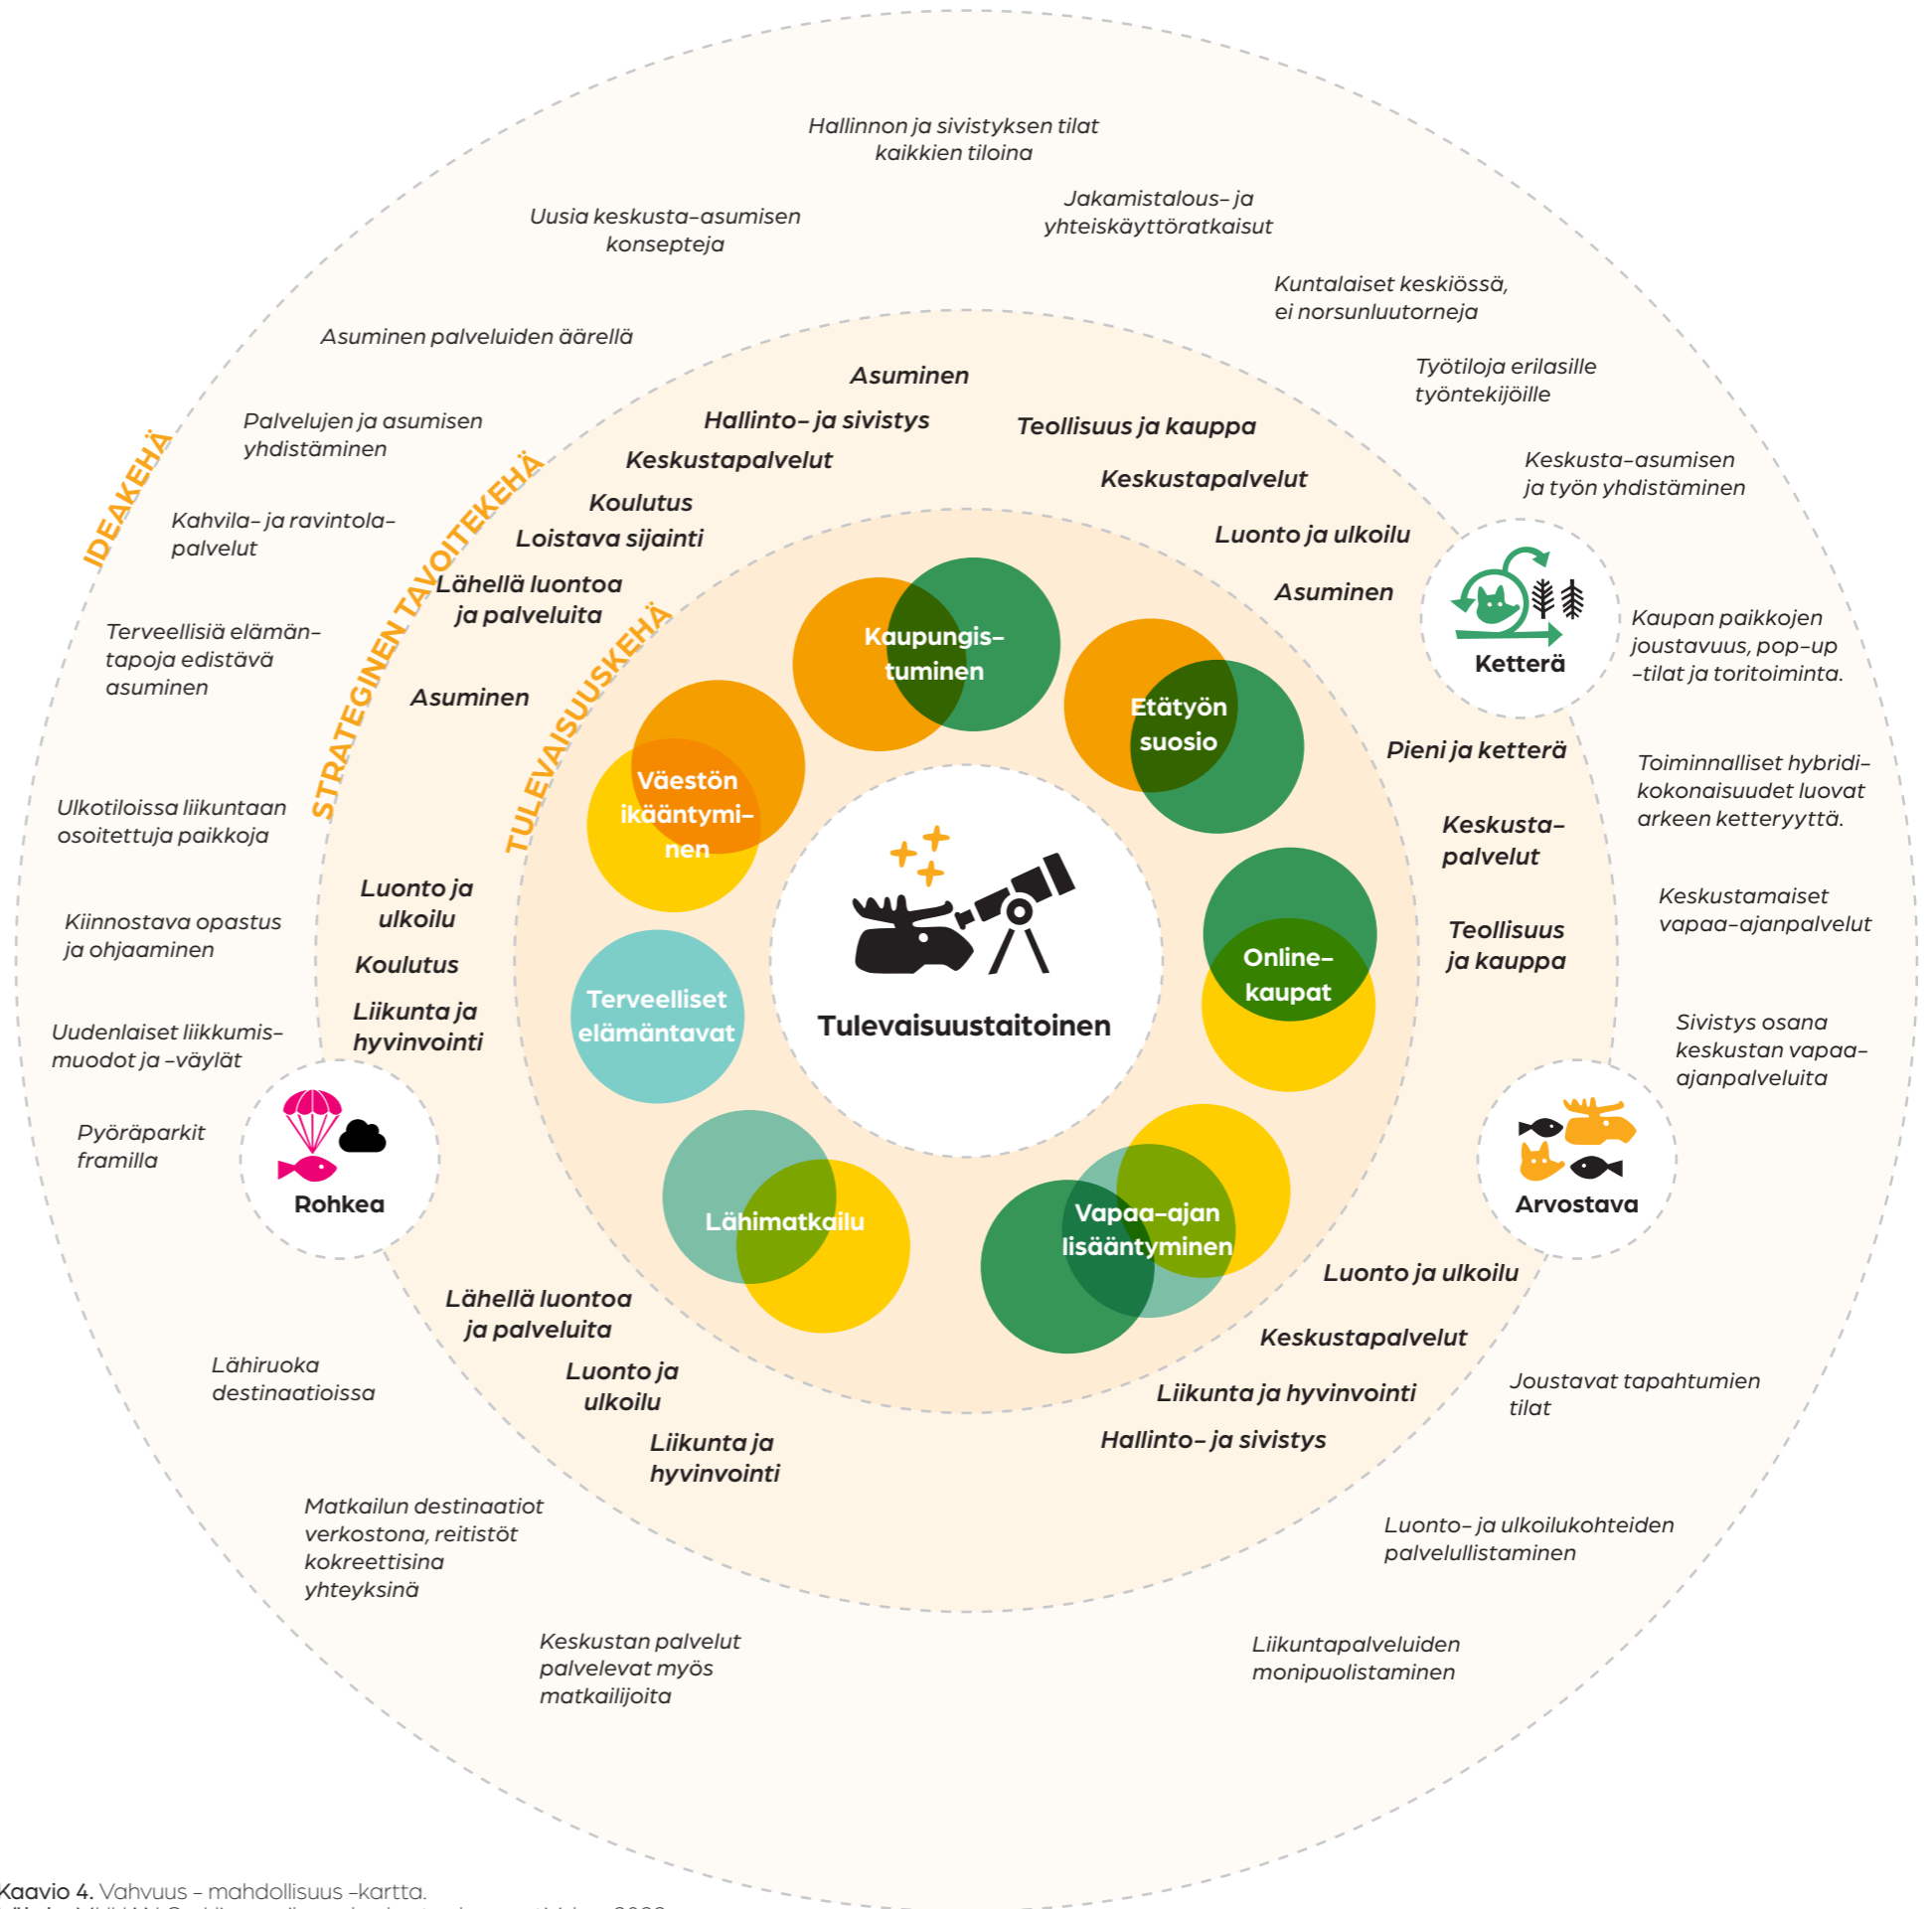 Hallinnon ja sivistyksen tilat
kaikkien tiloina
Uusia keskusta-asumisen
konsepteja
Jakamistalous- ja
yhteiskäyttöratkaisut
Kuntalaiset keskiössä,
ei norsunluutorneja
Asuminen palveluiden äärellä
Työtiloja erilasille
työntekijöille
Palvelujen ja asumisen
yhdistäminen
Keskusta-asumisen
ja työn yhdistäminen
IDEAKEHÄ
Kahvila- ja ravintola-
palvelut
Terveellisiä elämän-
tapoja edistävä
asuminen
Kaupan paikkojen
joustavuus, pop-up
-tilat ja toritoiminta.
Ulkotiloissa liikuntaan
osoitettuja paikkoja
Toiminnalliset hybridi-
kokonaisuudet luovat
arkeen ketteryyttä.
Kiinnostava opastus
ja ohjaaminen
Keskustamaiset
vapaa-ajanpalvelut
Uudenlaiset liikkumis-
muodot ja -väylät
Sivistys osana
keskustan vapaa-
ajanpalveluita
Pyöräparkit
framilla
Lähiruoka
destinaatioissa
Joustavat tapahtumien
tilat
Matkailun destinaatiot
verkostona, reitistöt
kokreettisina
yhteyksinä
Luonto- ja ulkoilukohteiden
palvelullistaminen
Keskustan palvelut
palvelevat myös
matkailijoita
Liikuntapalveluiden
monipuolistaminen
STRATEGINEN TAVOITEKEHÄ
Asuminen
Hallinto- ja sivistys
Teollisuus ja kauppa
Keskustapalvelut
Keskustapalvelut
Koulutus
Loistava sijainti
Luonto ja ulkoilu
Lähellä luontoa
ja palveluita
Asuminen
Asuminen
Pieni ja ketterä
Keskusta-
palvelut
Luonto ja
ulkoilu
Teollisuus
ja kauppa
Koulutus
Liikunta ja
hyvinvointi
Lähellä luontoa
ja palveluita
Luonto ja ulkoilu
Keskustapalvelut
Luonto ja
ulkoilu
Liikunta ja hyvinvointi
Hallinto- ja sivistys
Liikunta ja
hyvinvointi
Ketterä
Rohkea
Arvostava
TULEVAISUUSKEHÄ
Kaupungis-
tuminen
Etätyön
suosio
Väestön
ikääntymi-
nen
Online-
kaupat
Terveelliset
elämäntavat
Lähimatkailu
Vapaa-ajan
lisääntyminen
Tulevaisuustaitoinen
Kaavio 4. Vahvuus - mahdollisuus -kartta.